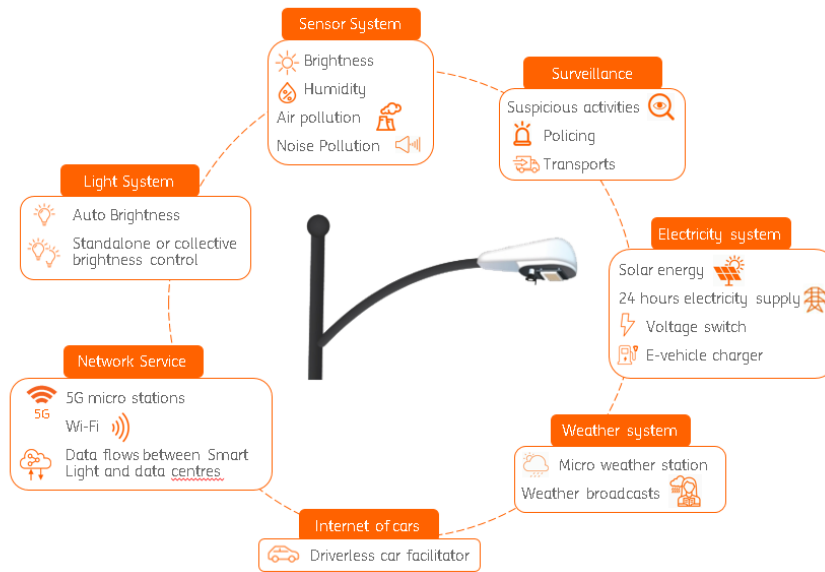 Sensor System
Brightness
Humidity
Air pollution
Noise Pollution
Surveillance
Suspicious activities
Policing
Transports
Light System
Auto Brightness
Standalone or collective
brightness control
Electricity system
Solar energy
24 hours electricity supply
Voltage switch
E-vehicle charger
Network Service
5G
5G micro stations
Wi-Fi
Data flows between Smart
Light and data centres
Weather system
Micro weather station
Weather broadcasts
Internet of cars
Driverless car facilitator